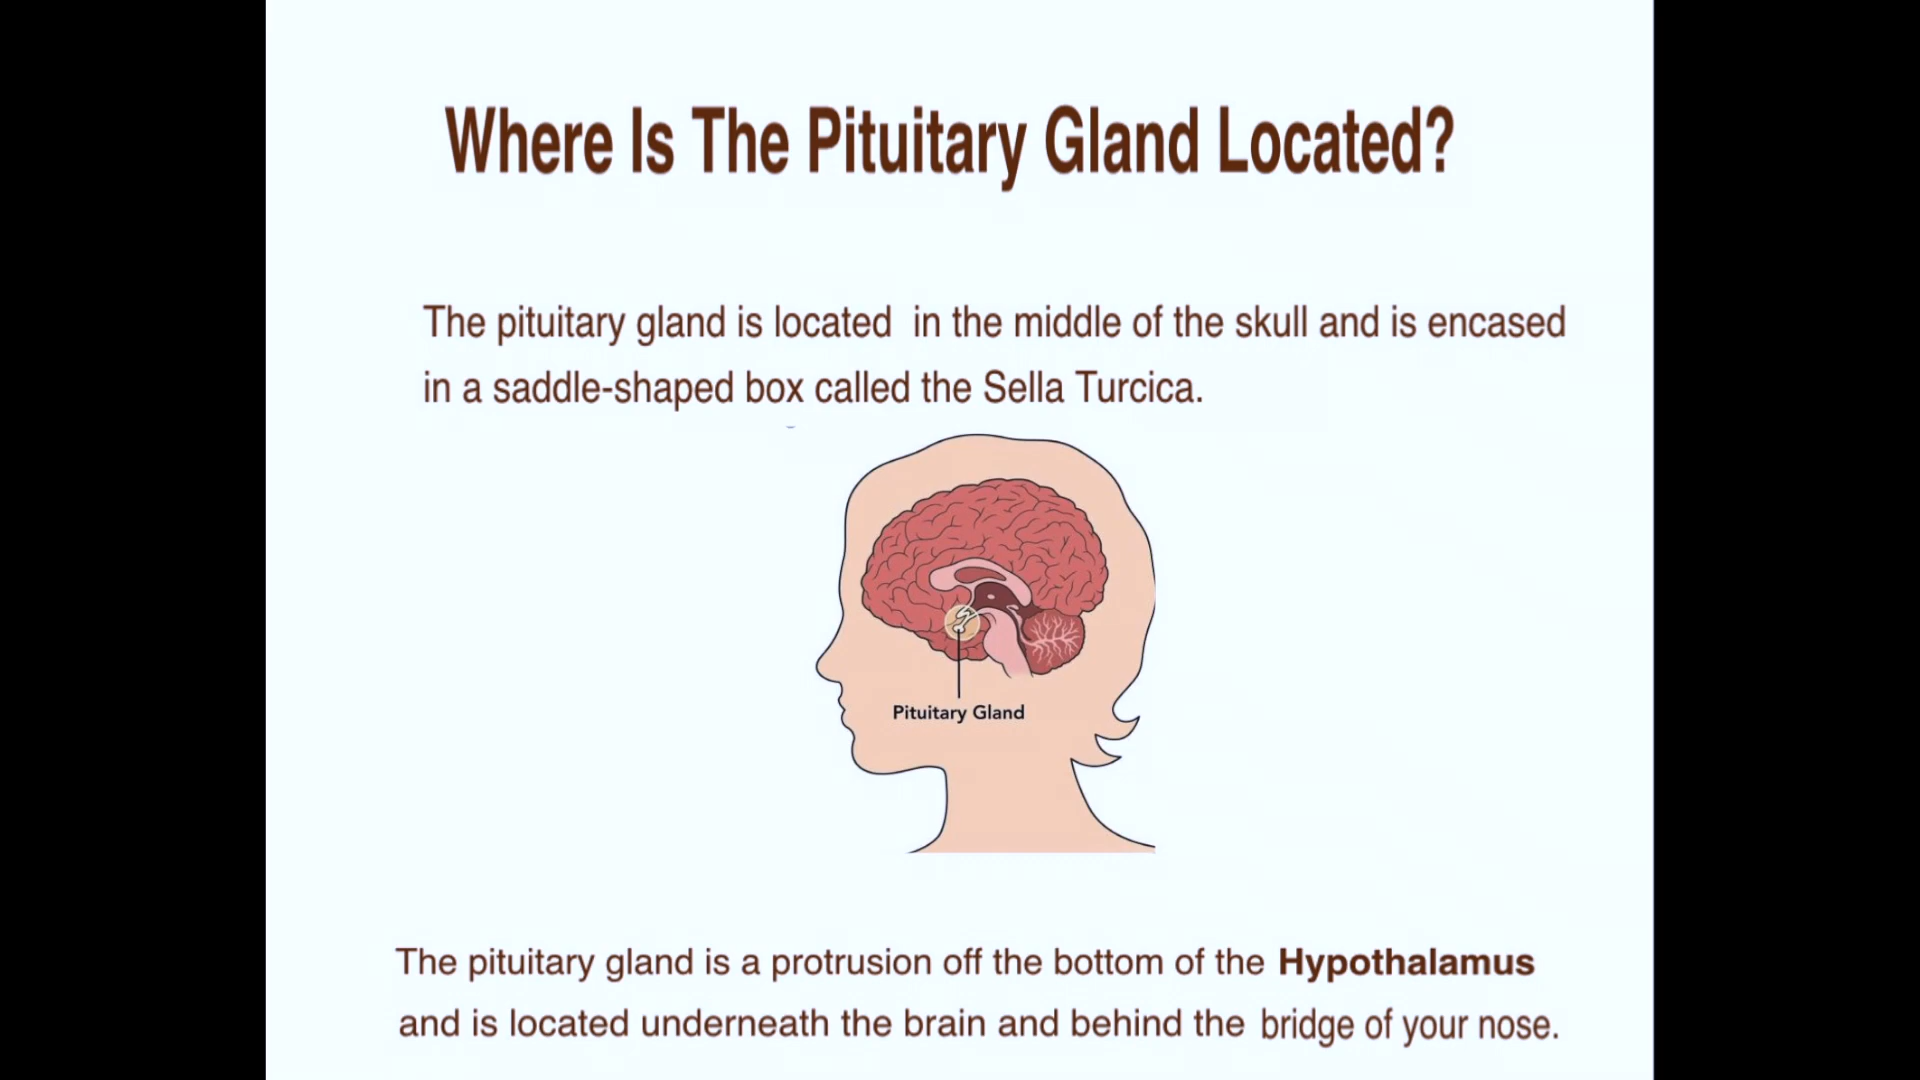 Where Is The Pituitary Gland Located?
The pituitary gland is located in the middle of the skull and is encased
in a saddle-shaped box called the Sella Turcica.
Pituitary Gland
The pituitary gland is a protrusion off the bottom of the Hypothalamus
and is located underneath the brain and behind the bridge of your nose.